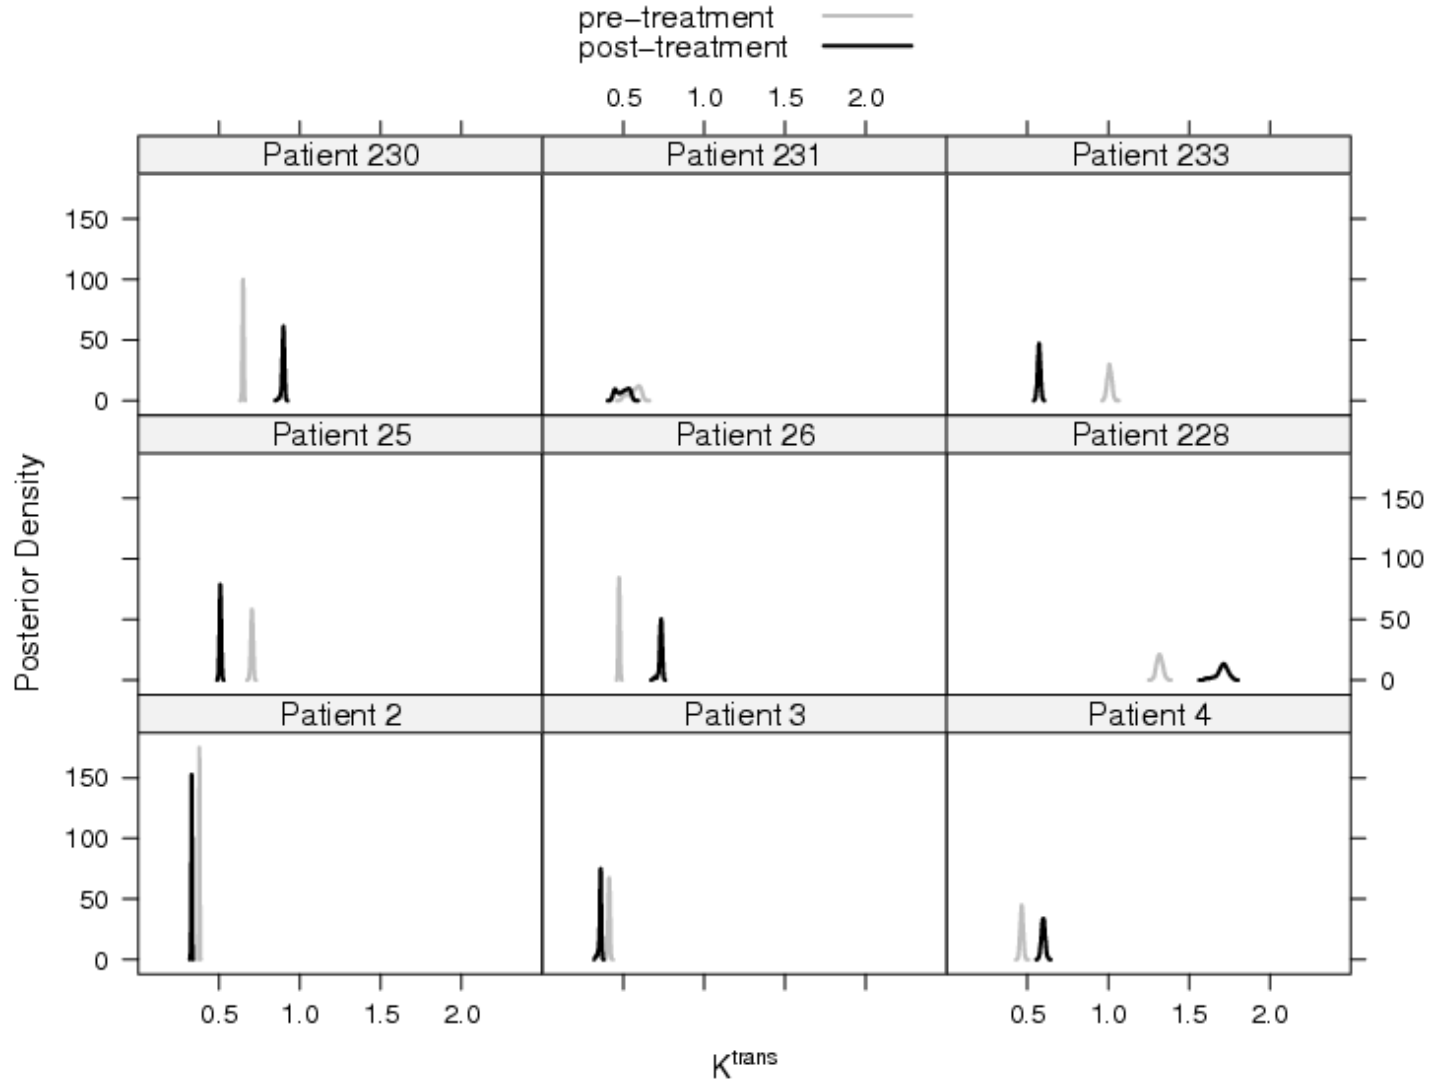 pre−treatment
post−treatment
0.5 1.0 1.5 2.0
Patient 230 Patient 231 Patient 233
150
100
50
0
Patient 25 Patient 26 Patient 228
150
100
50
0
Patient 2 Patient 3 Patient 4
150
100
50
0
0.5 1.0 1.5 2.0 0.5 1.0 1.5 2.0
Posterior Density
K^trans